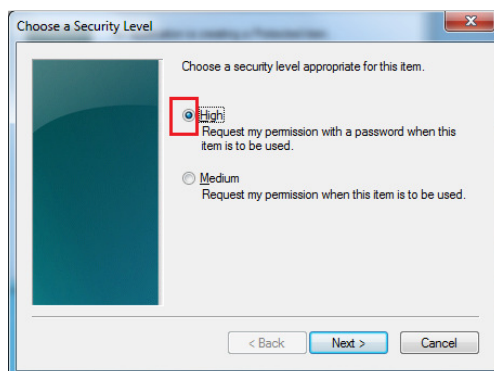 Choose a Security Level
Choose a security level appropriate for this item.
High
Request my permission with a password when this
item is to be used.
Medium
Request my permission when this item is to be used.
< Back
Next >
Cancel